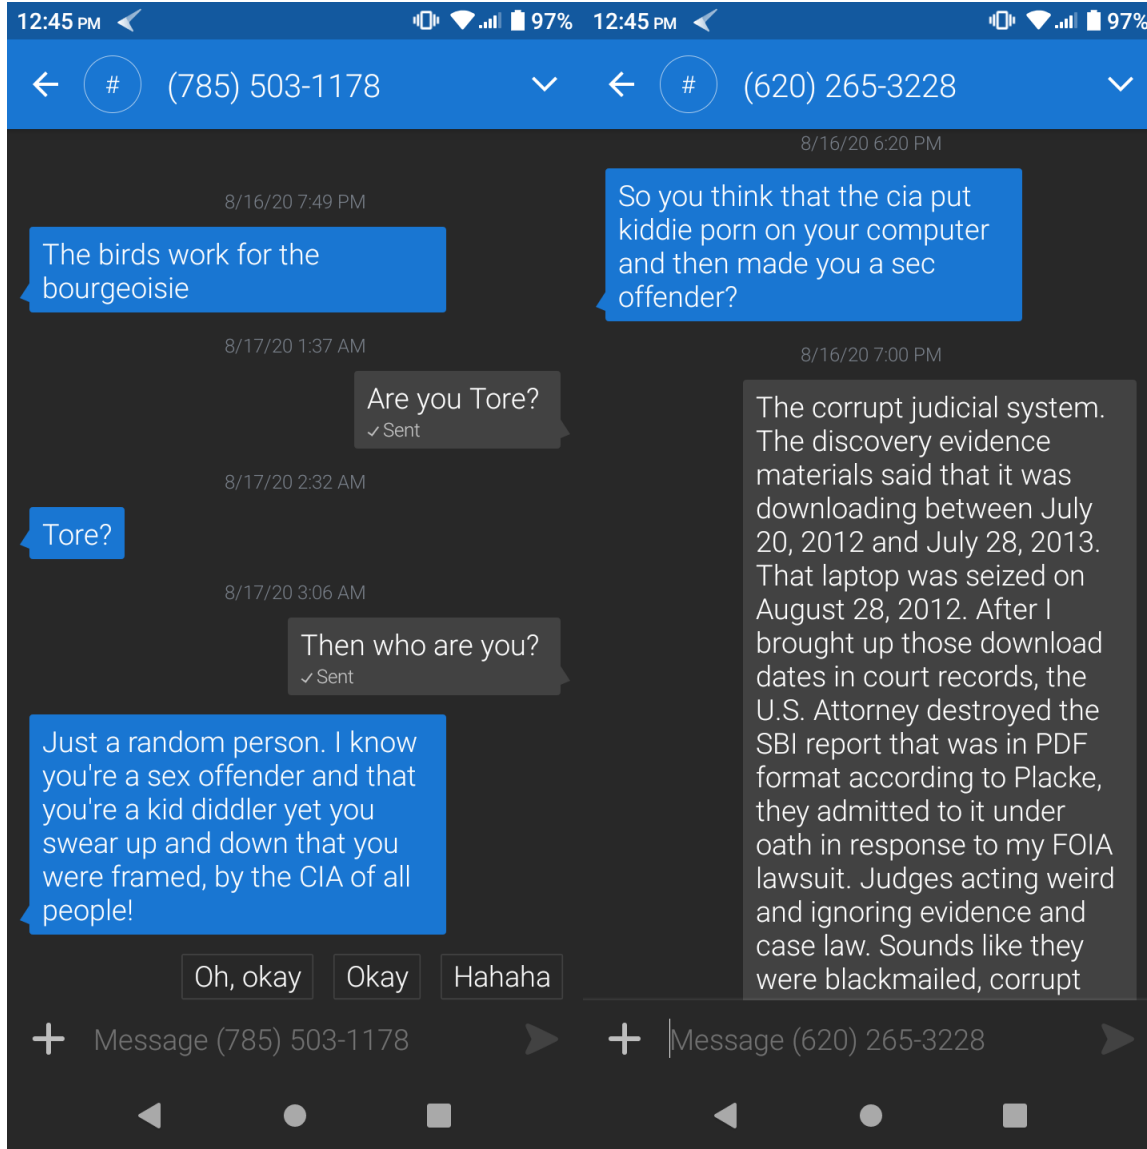 12:45 PM
97%
(785) 503-1178
8/16/20 7:49 PM
The birds work for the
bourgeoisie
8/17/20 1:37 AM
Are you Tore?
✓ Sent
8/17/20 2:32 AM
Tore?
8/17/20 3:06 AM
Then who are you?
✓ Sent
Just a random person. I know
you're a sex offender and that
you're a kid diddler yet you
swear up and down that you
were framed, by the CIA of all
people!
Oh, okay
Okay
Hahaha
Message (785) 503-1178
12:45 PM
97%
(620) 265-3228
8/16/20 6:20 PM
So you think that the cia put
kiddie porn on your computer
and then made you a sec
offender?
8/16/20 7:00 PM
The corrupt judicial system.
The discovery evidence
materials said that it was
downloading between July
20, 2012 and July 28, 2013.
That laptop was seized on
August 28, 2012. After I
brought up those download
dates in court records, the
U.S. Attorney destroyed the
SBI report that was in PDF
format according to Placke,
they admitted to it under
oath in response to my FOIA
lawsuit. Judges acting weird
and ignoring evidence and
case law. Sounds like they
were blackmailed, corrupt
Message (620) 265-3228